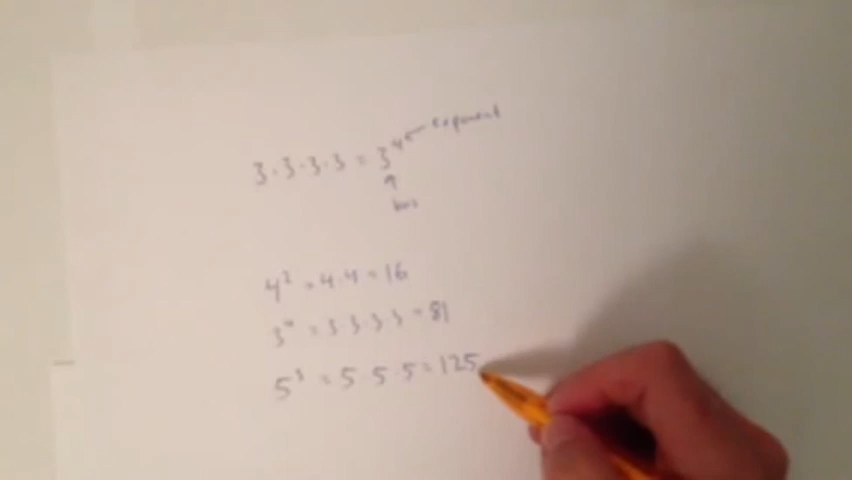 exponent
3·3·3·3 = 3⁴
4² = 4·4 = 16
3⁴ = 3·3·3·3 = 81
5³ = 5·5·5 = 125